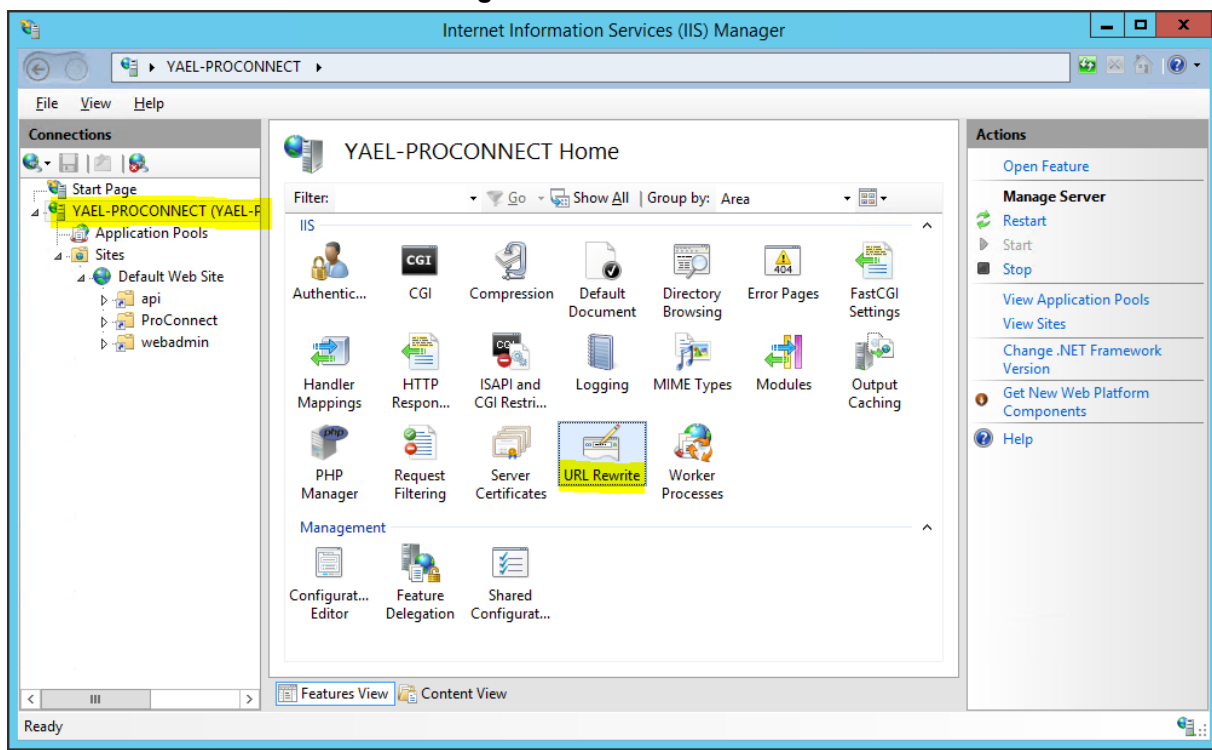 Internet Information Services (IIS) Manager
YAEL-PROCONNECT
File View Help
Connections
Start Page
YAEL-PROCONNECT (YAEL-P
Application Pools
Sites
Default Web Site
api
ProConnect
webadmin
YAEL-PROCONNECT Home
Filter: Go Show All Group by: Area
IIS
Authentic... CGI Compression Default Document Directory Browsing Error Pages FastCGI Settings
CGI
404
Handler Mappings HTTP Respon... ISAPI and CGI Restri... Logging MIME Types Modules Output Caching
php
PHP Manager Request Filtering Server Certificates URL Rewrite Worker Processes
Management
Configurat... Editor Feature Delegation Shared Configurat...
Features View Content View
Actions
Open Feature
Manage Server
Restart
Start
Stop
View Application Pools
View Sites
Change .NET Framework
Version
Get New Web Platform
Components
Help
Ready